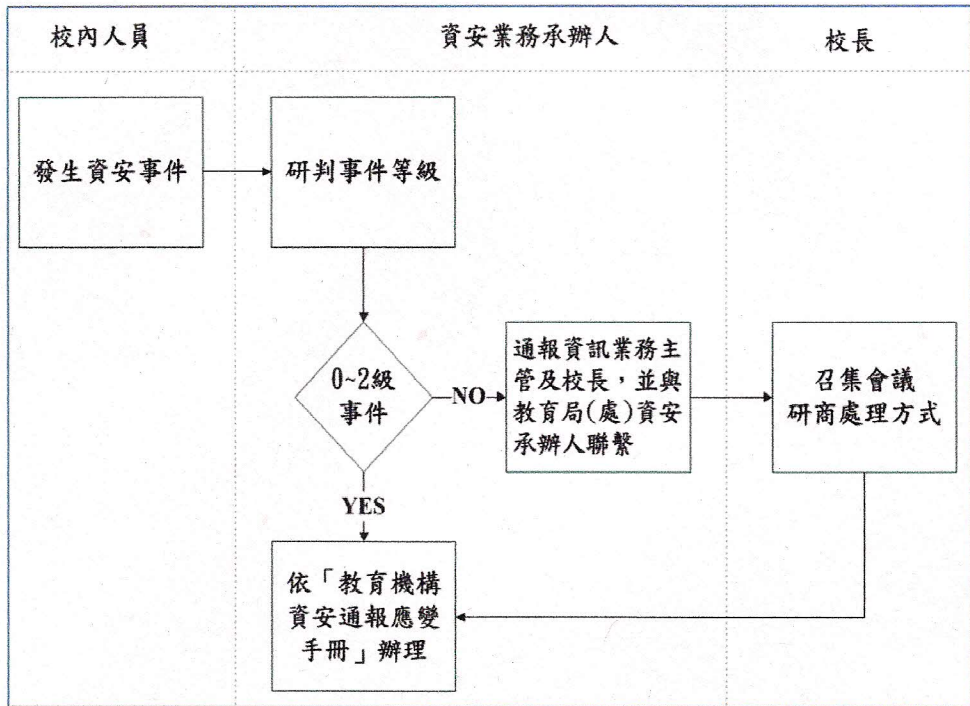 校內人員
資安業務承辦人
校長
發生資安事件
研判事件等級
0~2級
事件
NO
通報資訊業務主
管及校長，並與
教育局(處)資安
承辦人聯繫
召集會議
研商處理方式
YES
依「教育機構
資安通報應變
手冊」辦理